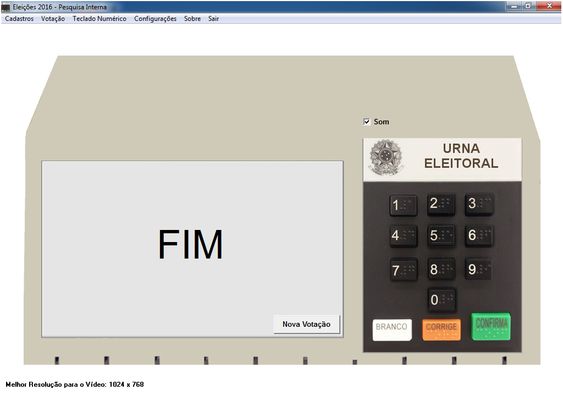 Eleições 2016 - Pesquisa Interna
Cadastros Votação Teclado Numérico Configurações Sobre Sair
Som
URNA
ELEITORAL
1 2 3
4 5 6
7 8 9
0
BRANCO CORRIGE CONFIRMA
FIM
Nova Votação
Melhor Resolução para o Vídeo: 1024 x 768